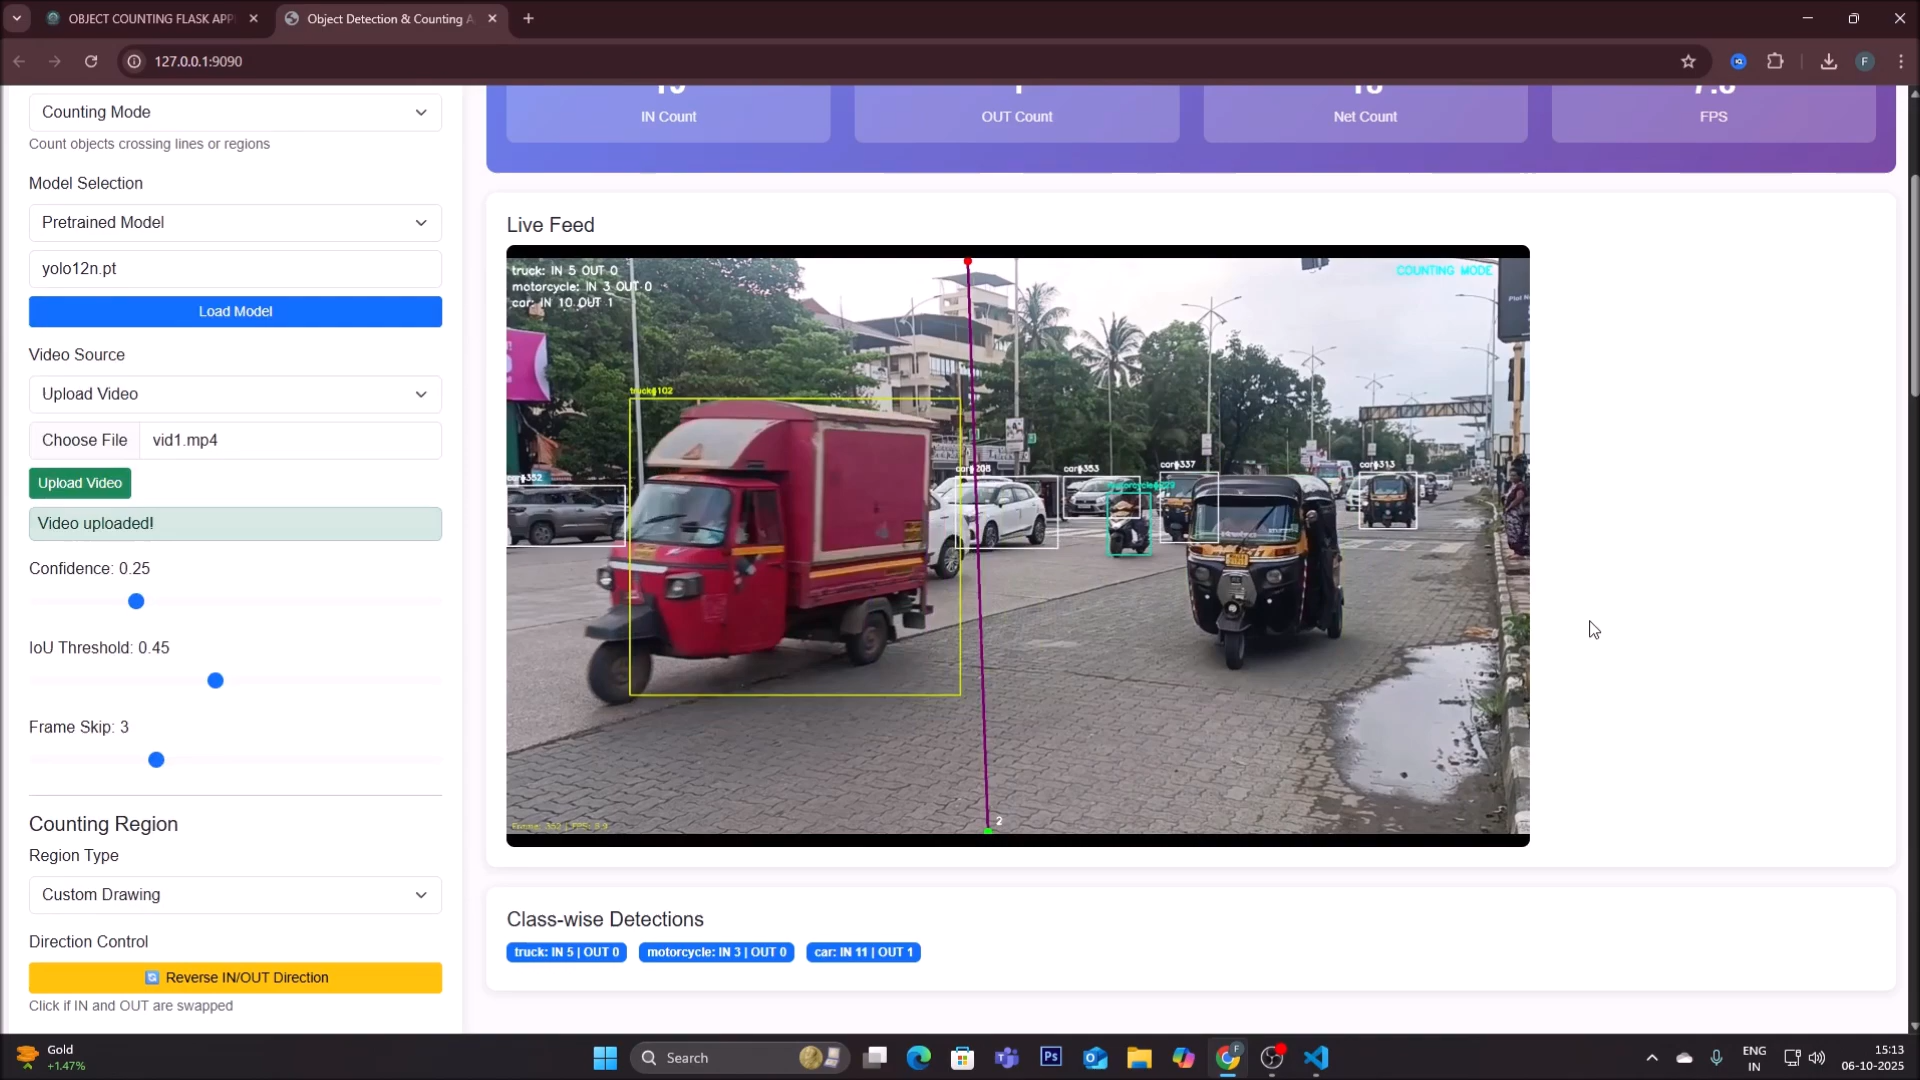 OBJECT COUNTING FLASK APP
Object Detection & Counting A
127.0.0.1:9090
F
Counting Mode
Count objects crossing lines or regions
Model Selection
Pretrained Model
yolo12n.pt
Load Model
Video Source
Upload Video
Choose File vid1.mp4
Upload Video
Video uploaded!
Confidence: 0.25
IoU Threshold: 0.45
Frame Skip: 3
Counting Region
Region Type
Custom Drawing
Direction Control
Reverse IN/OUT Direction
Click if IN and OUT are swapped
IN Count
OUT Count
Net Count
FPS
Live Feed
truck: IN 5 OUT 0
motorcycle: IN 3 OUT 0
car: IN 10 OUT 1
COUNTING MODE
truck#102
car#352
car#353
car#337
car#313
2
Class-wise Detections
truck: IN 5 | OUT 0
motorcycle: IN 3 | OUT 0
car: IN 11 | OUT 1
Gold
+1.47%
Search
Ps
F
ENG
IN
15:13
06-10-2025